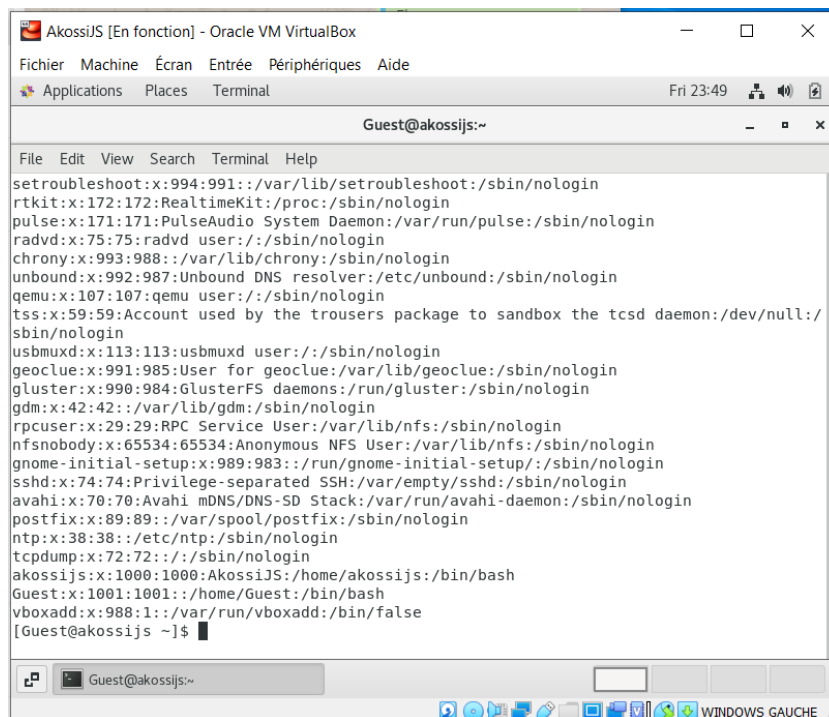 AkossiJS [En fonction] - Oracle VM VirtualBox
Fichier Machine Écran Entrée Périphériques Aide
Applications Places Terminal Fri 23:49
Guest@akossijs:~
File Edit View Search Terminal Help
setroubleshoot:x:994:991::/var/lib/setroubleshoot:/sbin/nologin
rtkit:x:172:172:RealtimeKit:/proc:/sbin/nologin
pulse:x:171:171:PulseAudio System Daemon:/var/run/pulse:/sbin/nologin
radvd:x:75:75:radvd user:/:/sbin/nologin
chrony:x:993:988::/var/lib/chrony:/sbin/nologin
unbound:x:992:987:Unbound DNS resolver:/etc/unbound:/sbin/nologin
qemu:x:107:107:qemu user:/:/sbin/nologin
tss:x:59:59:Account used by the trousers package to sandbox the tcsd daemon:/dev/null:/
sbin/nologin
usbmuxd:x:113:113:usbmuxd user:/:/sbin/nologin
geoclue:x:991:985:User for geoclue:/var/lib/geoclue:/sbin/nologin
gluster:x:990:984:GlusterFS daemons:/run/gluster:/sbin/nologin
gdm:x:42:42::/var/lib/gdm:/sbin/nologin
rpcuser:x:29:29:RPC Service User:/var/lib/nfs:/sbin/nologin
nfsnobody:x:65534:65534:Anonymous NFS User:/var/lib/nfs:/sbin/nologin
gnome-initial-setup:x:989:983::/run/gnome-initial-setup/:/sbin/nologin
sshd:x:74:74:Privilege-separated SSH:/var/empty/sshd:/sbin/nologin
avahi:x:70:70:Avahi mDNS/DNS-SD Stack:/var/run/avahi-daemon:/sbin/nologin
postfix:x:89:89::/var/spool/postfix:/sbin/nologin
ntp:x:38:38::/etc/ntp:/sbin/nologin
tcpdump:x:72:72::/:/sbin/nologin
akossijs:x:1000:1000:AkossiJS:/home/akossijs:/bin/bash
Guest:x:1001:1001::/home/Guest:/bin/bash
vboxadd:x:988:1::/var/run/vboxadd:/bin/false
[Guest@akossijs ~]$
Guest@akossijs:~
WINDOWS GAUCHE